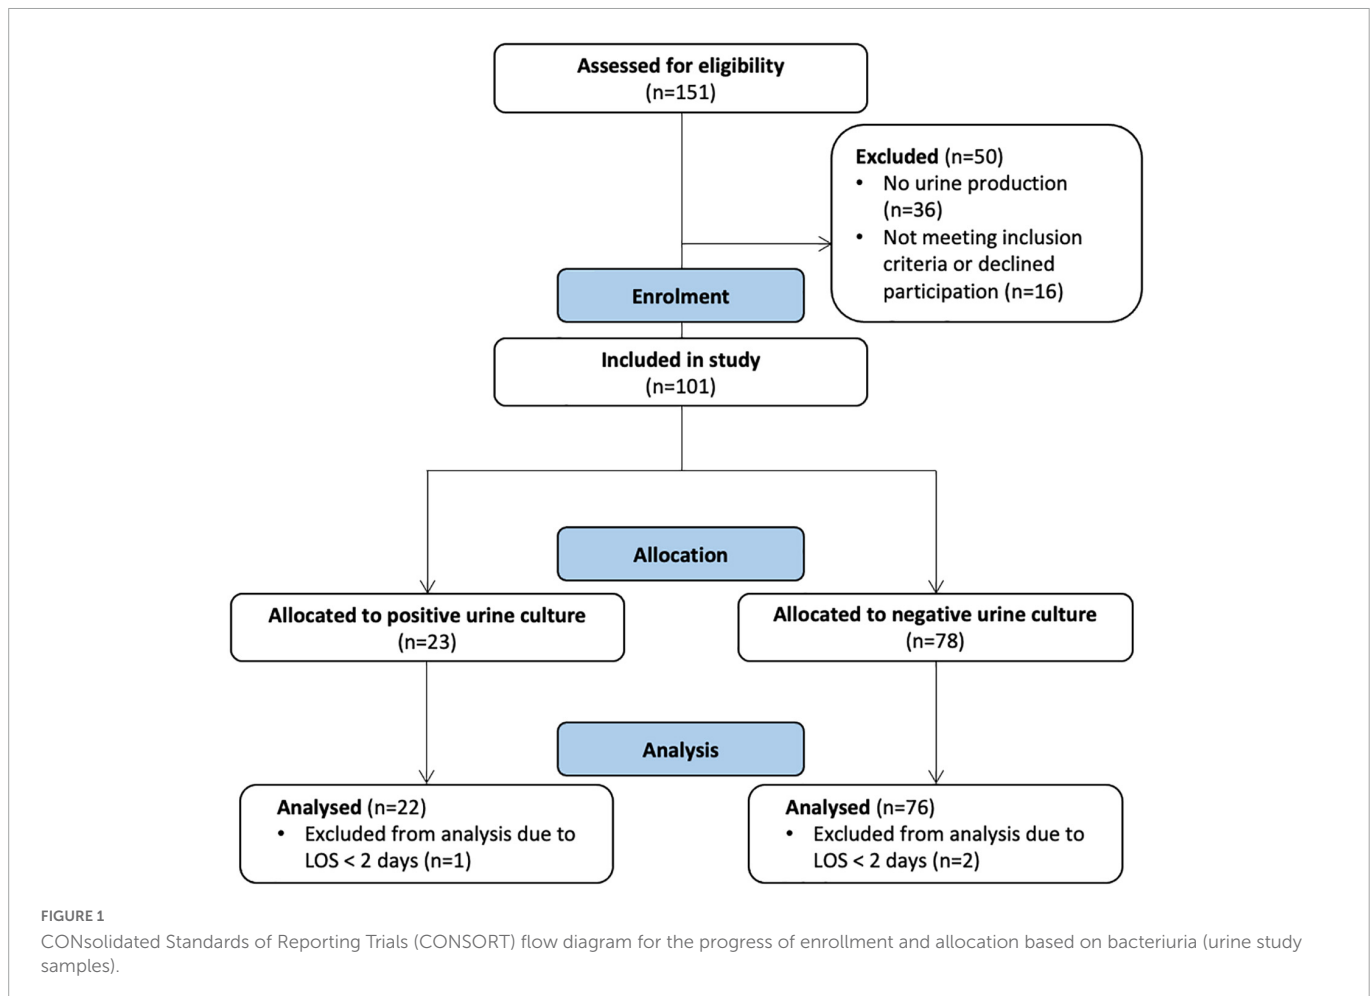 Assessed for eligibility
(n=151)
Excluded (n=50)
• No urine production
(n=36)
• Not meeting inclusion
criteria or declined
participation (n=16)
Enrolment
Included in study
(n=101)
Allocation
Allocated to positive urine culture
(n=23)
Allocated to negative urine culture
(n=78)
Analysis
Analysed (n=22)
• Excluded from analysis due to
LOS < 2 days (n=1)
Analysed (n=76)
• Excluded from analysis due to
LOS < 2 days (n=2)
FIGURE 1
CONsolidated Standards of Reporting Trials (CONSORT) flow diagram for the progress of enrollment and allocation based on bacteriuria (urine study
samples).